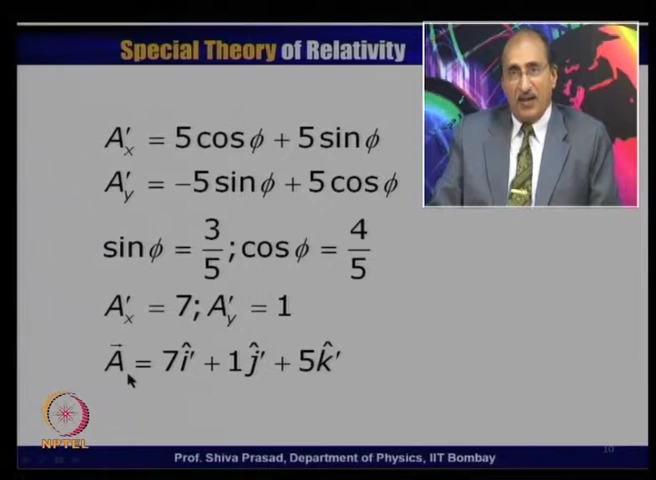 Special Theory of Relativity
A′ₓ = 5 cos ϕ + 5 sin ϕ
A′ᵧ = −5 sin ϕ + 5 cos ϕ
sin ϕ = 3/5 ; cos ϕ = 4/5
A′ₓ = 7; A′ᵧ = 1
A⃗ = 7î′ + 1ĵ′ + 5k̂′
NPTEL
Prof. Shiva Prasad, Department of Physics, IIT Bombay
10